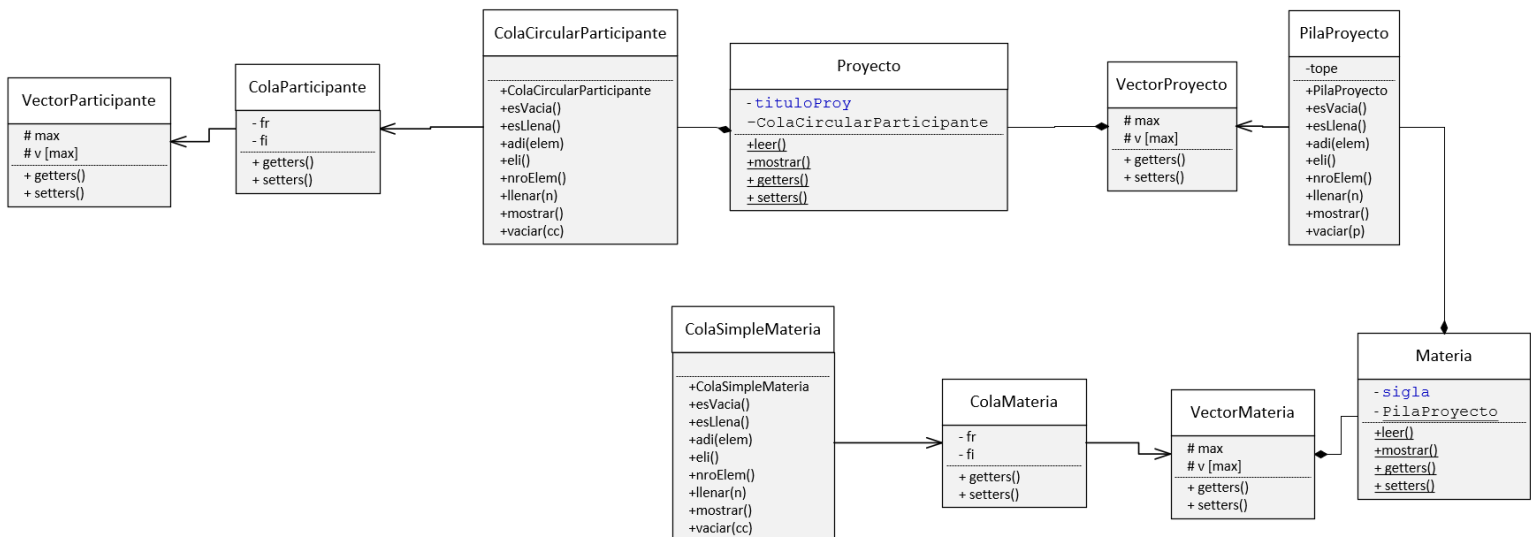 VectorParticipante
# max
# v [max]
+ getters()
+ setters()
ColaParticipante
- fr
- fi
+ getters()
+ setters()
ColaCircularParticipante
+ColaCircularParticipante
+esVacia()
+esLlena()
+adi(elem)
+eli()
+nroElem()
+llenar(n)
+mostrar()
+vaciar(cc)
Proyecto
-tituloProy
-ColaCircularParticipante
+leer()
+mostrar()
+ getters()
+ setters()
VectorProyecto
# max
# v [max]
+ getters()
+ setters()
PilaProyecto
-tope
+PilaProyecto
+esVacia()
+esLlena()
+adi(elem)
+eli()
+nroElem()
+llenar(n)
+mostrar()
+vaciar(p)
ColaSimpleMateria
+ColaSimpleMateria
+esVacia()
+esLlena()
+adi(elem)
+eli()
+nroElem()
+llenar(n)
+mostrar()
+vaciar(cc)
ColaMateria
- fr
- fi
+ getters()
+ setters()
VectorMateria
# max
# v [max]
+ getters()
+ setters()
Materia
-sigla
-PilaProyecto
+leer()
+mostrar()
+ getters()
+ setters()